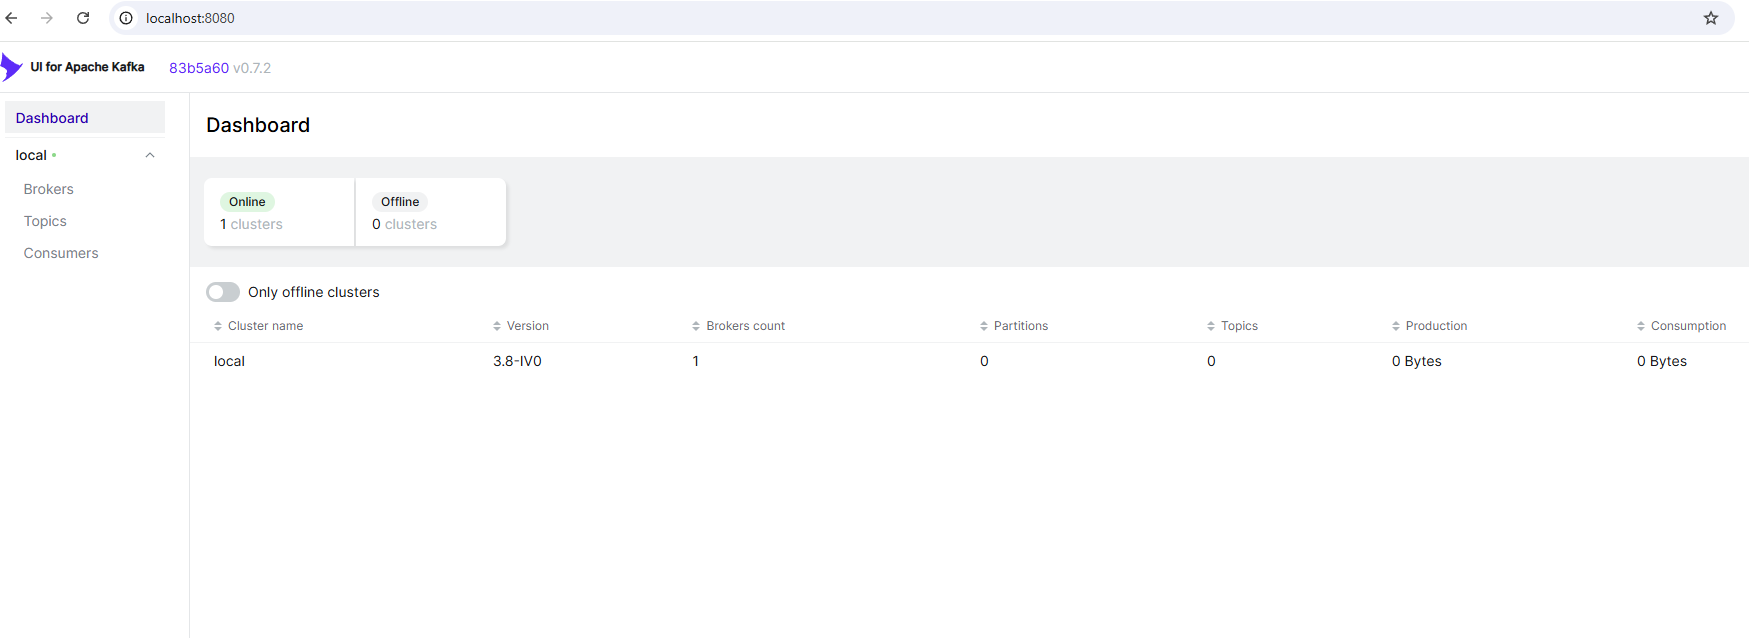 localhost:8080
UI for Apache Kafka 83b5a60 v0.7.2
Dashboard
local
Brokers
Topics
Consumers
Dashboard
Online
1 clusters
Offline
0 clusters
Only offline clusters
Cluster name Version Brokers count Partitions Topics Production Consumption
local 3.8-IV0 1 0 0 0 Bytes 0 Bytes